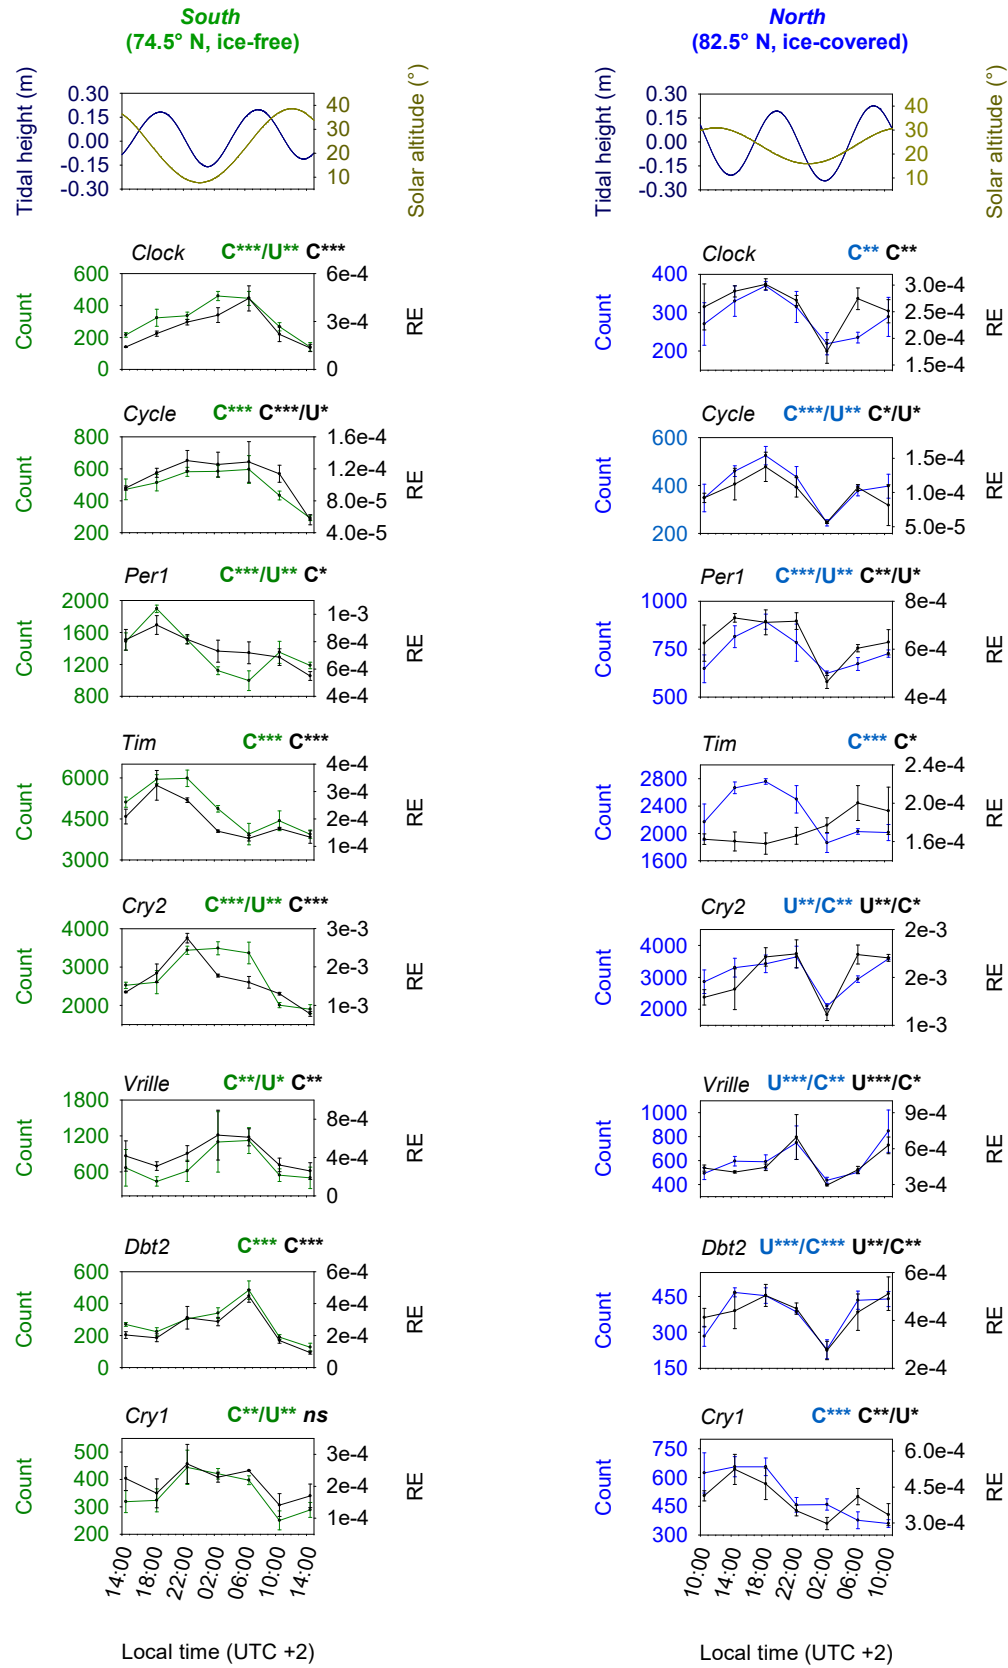 South
(74.5° N, ice-free)
Tidal height (m)
0.30
0.15
0.00
-0.15
-0.30
40
30
20
10
Solar altitude (°)
Clock C***/U** C***
Count
600
400
200
0
6e-4
3e-4
0
RE
Cycle C*** C***/U*
Count
800
600
400
200
1.6e-4
1.2e-4
8.0e-5
4.0e-5
RE
Per1 C***/U** C*
Count
2000
1600
1200
800
1e-3
8e-4
6e-4
4e-4
RE
Tim C*** C***
Count
6000
4500
3000
4e-4
3e-4
2e-4
1e-4
RE
Cry2 C***/U** C***
Count
4000
3000
2000
3e-3
2e-3
1e-3
RE
Vrille C**/U* C**
Count
1800
1200
600
8e-4
4e-4
0
RE
Dbt2 C*** C***
Count
600
400
200
0
6e-4
4e-4
2e-4
0
RE
Cry1 C**/U** ns
Count
500
400
300
200
3e-4
2e-4
1e-4
RE
14:00
18:00
22:00
02:00
06:00
10:00
14:00
Local time (UTC +2)
North
(82.5° N, ice-covered)
Tidal height (m)
0.30
0.15
0.00
-0.15
-0.30
40
30
20
10
Solar altitude (°)
Clock C** C**
Count
400
300
200
3.0e-4
2.5e-4
2.0e-4
1.5e-4
RE
Cycle C***/U** C*/U*
Count
600
400
200
1.5e-4
1.0e-4
5.0e-5
RE
Per1 C***/U** C**/U*
Count
1000
750
500
8e-4
6e-4
4e-4
RE
Tim C*** C*
Count
2800
2400
2000
1600
2.4e-4
2.0e-4
1.6e-4
RE
Cry2 U**/C** U**/C*
Count
4000
3000
2000
2e-3
2e-3
1e-3
RE
Vrille U***/C** U***/C*
Count
1000
800
600
400
9e-4
6e-4
3e-4
RE
Dbt2 U***/C*** U**/C**
Count
450
300
150
6e-4
4e-4
2e-4
RE
Cry1 C*** C**/U*
Count
750
600
450
300
6.0e-4
4.5e-4
3.0e-4
RE
10:00
14:00
18:00
22:00
02:00
06:00
10:00
Local time (UTC +2)